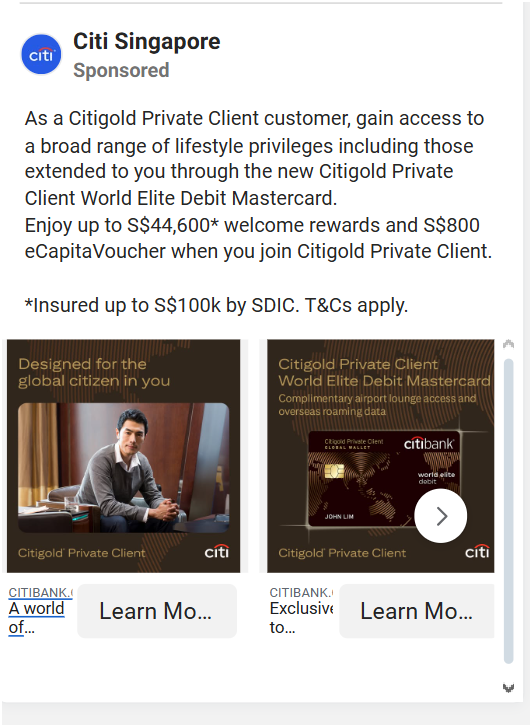 citi
Citi Singapore
Sponsored
As a Citigold Private Client customer, gain access to
a broad range of lifestyle privileges including those
extended to you through the new Citigold Private
Client World Elite Debit Mastercard.
Enjoy up to S$44,600* welcome rewards and S$800
eCapitaVoucher when you join Citigold Private Client.
*Insured up to S$100k by SDIC. T&Cs apply.
Designed for the
global citizen in you
Citigold® Private Client
citi
CITIBANK.
A world
of...
Learn Mo...
Citigold Private Client
World Elite Debit Mastercard
Complimentary airport lounge access and
overseas roaming data
Citigold Private Client
GLOBAL WALLET
citibank®
world elite
debit
JOHN LIM
Citigold® Private Client
citi
CITIBANK.
Exclusive
to...
Learn Mo...